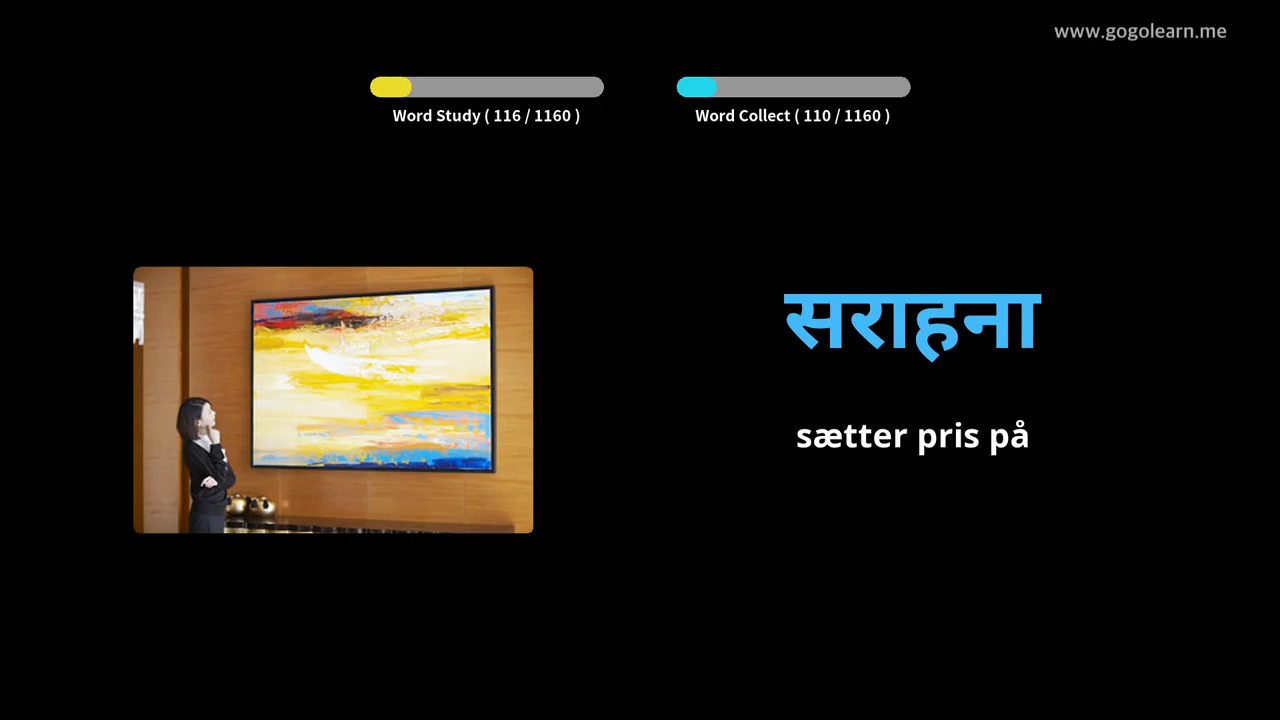 www.gogolearn.me
Word Study ( 116 / 1160 )
Word Collect ( 110 / 1160 )
सराहना
sætter pris på